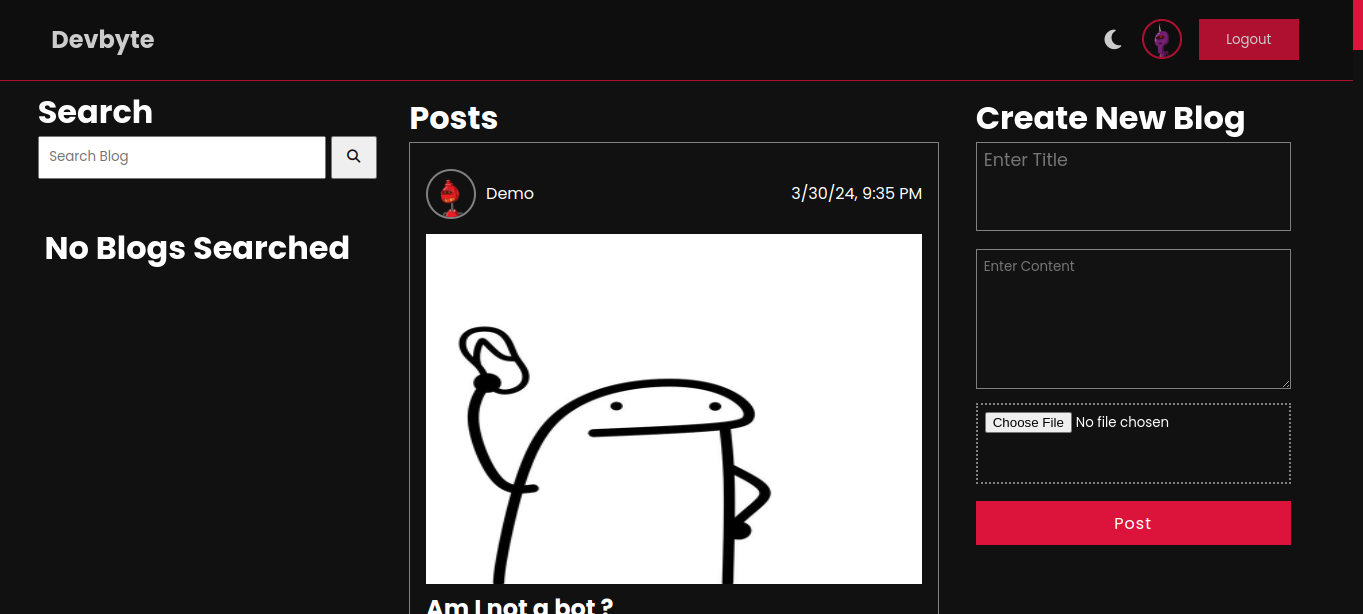 Devbyte
Logout
Search
Search Blog
No Blogs Searched
Posts
Demo
3/30/24, 9:35 PM
Am I not a bot ?
Create New Blog
Enter Title
Enter Content
Choose File No file chosen
Post